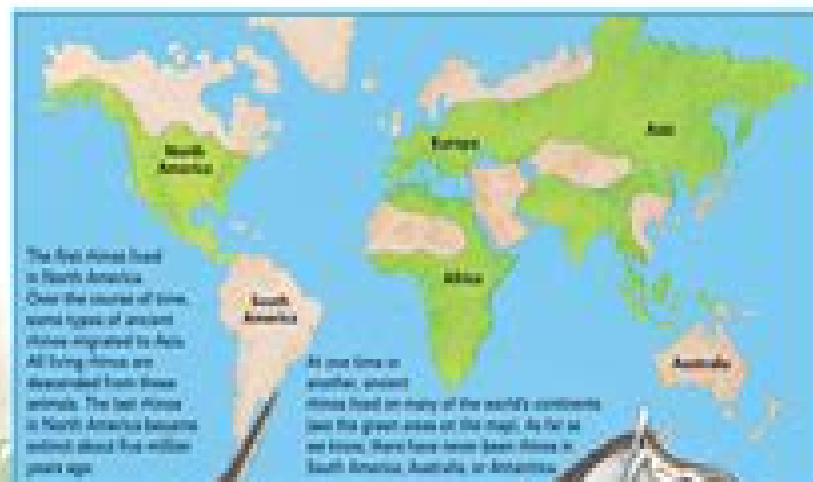 North
America
Europe
Asia
Africa
South
America
Australia
The first rhinos lived
in North America.
Over the course of time,
some types of ancient
rhinos migrated to Asia.
All living rhinos are
descended from these
animals. The last rhinos
in North America became
extinct about five million
years ago.
At one time or
another, ancient
rhinos lived on many of the world's continents
(see the green areas on the map). As far as
we know, there have never been rhinos in
South America, Australia, or Antarctica.